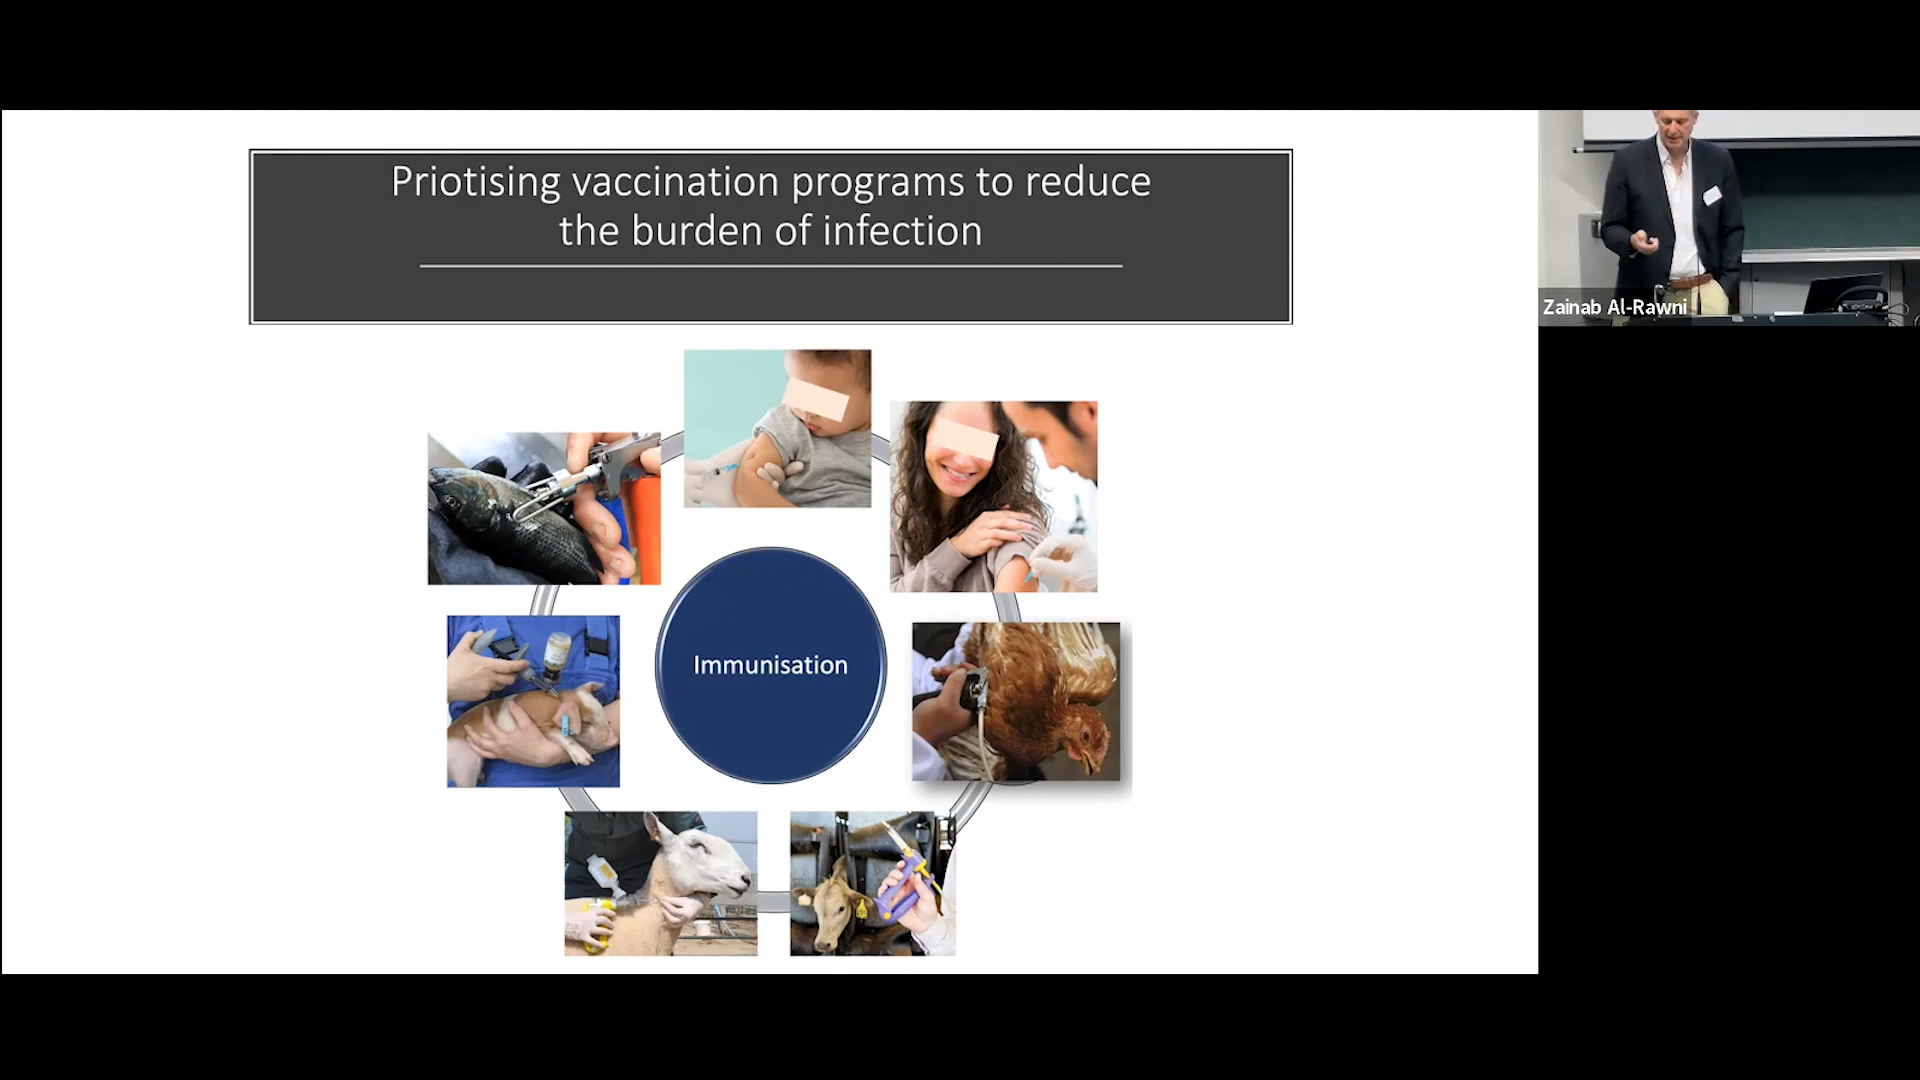 Priotising vaccination programs to reduce
the burden of infection
Immunisation
Zainab Al-Rawni